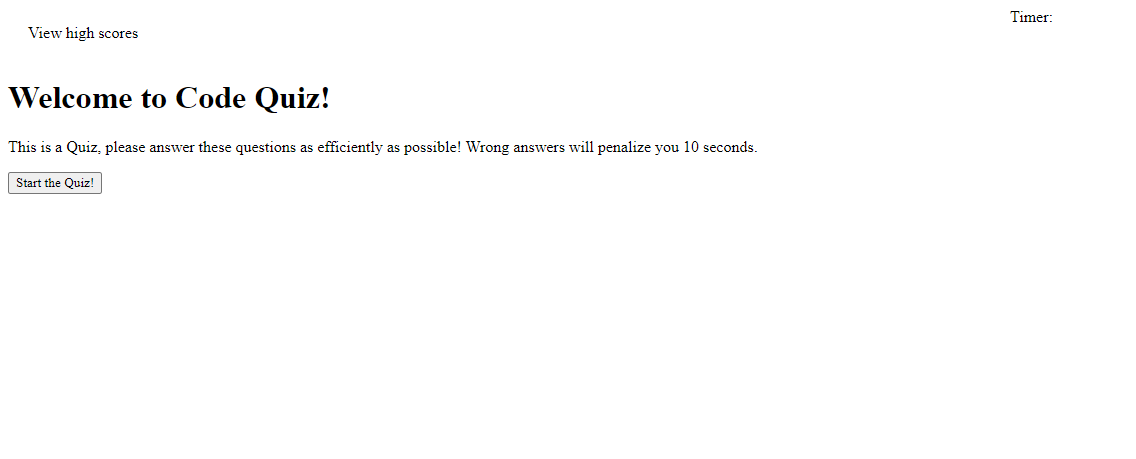 View high scores
Timer:
Welcome to Code Quiz!
This is a Quiz, please answer these questions as efficiently as possible! Wrong answers will penalize you 10 seconds.
Start the Quiz!